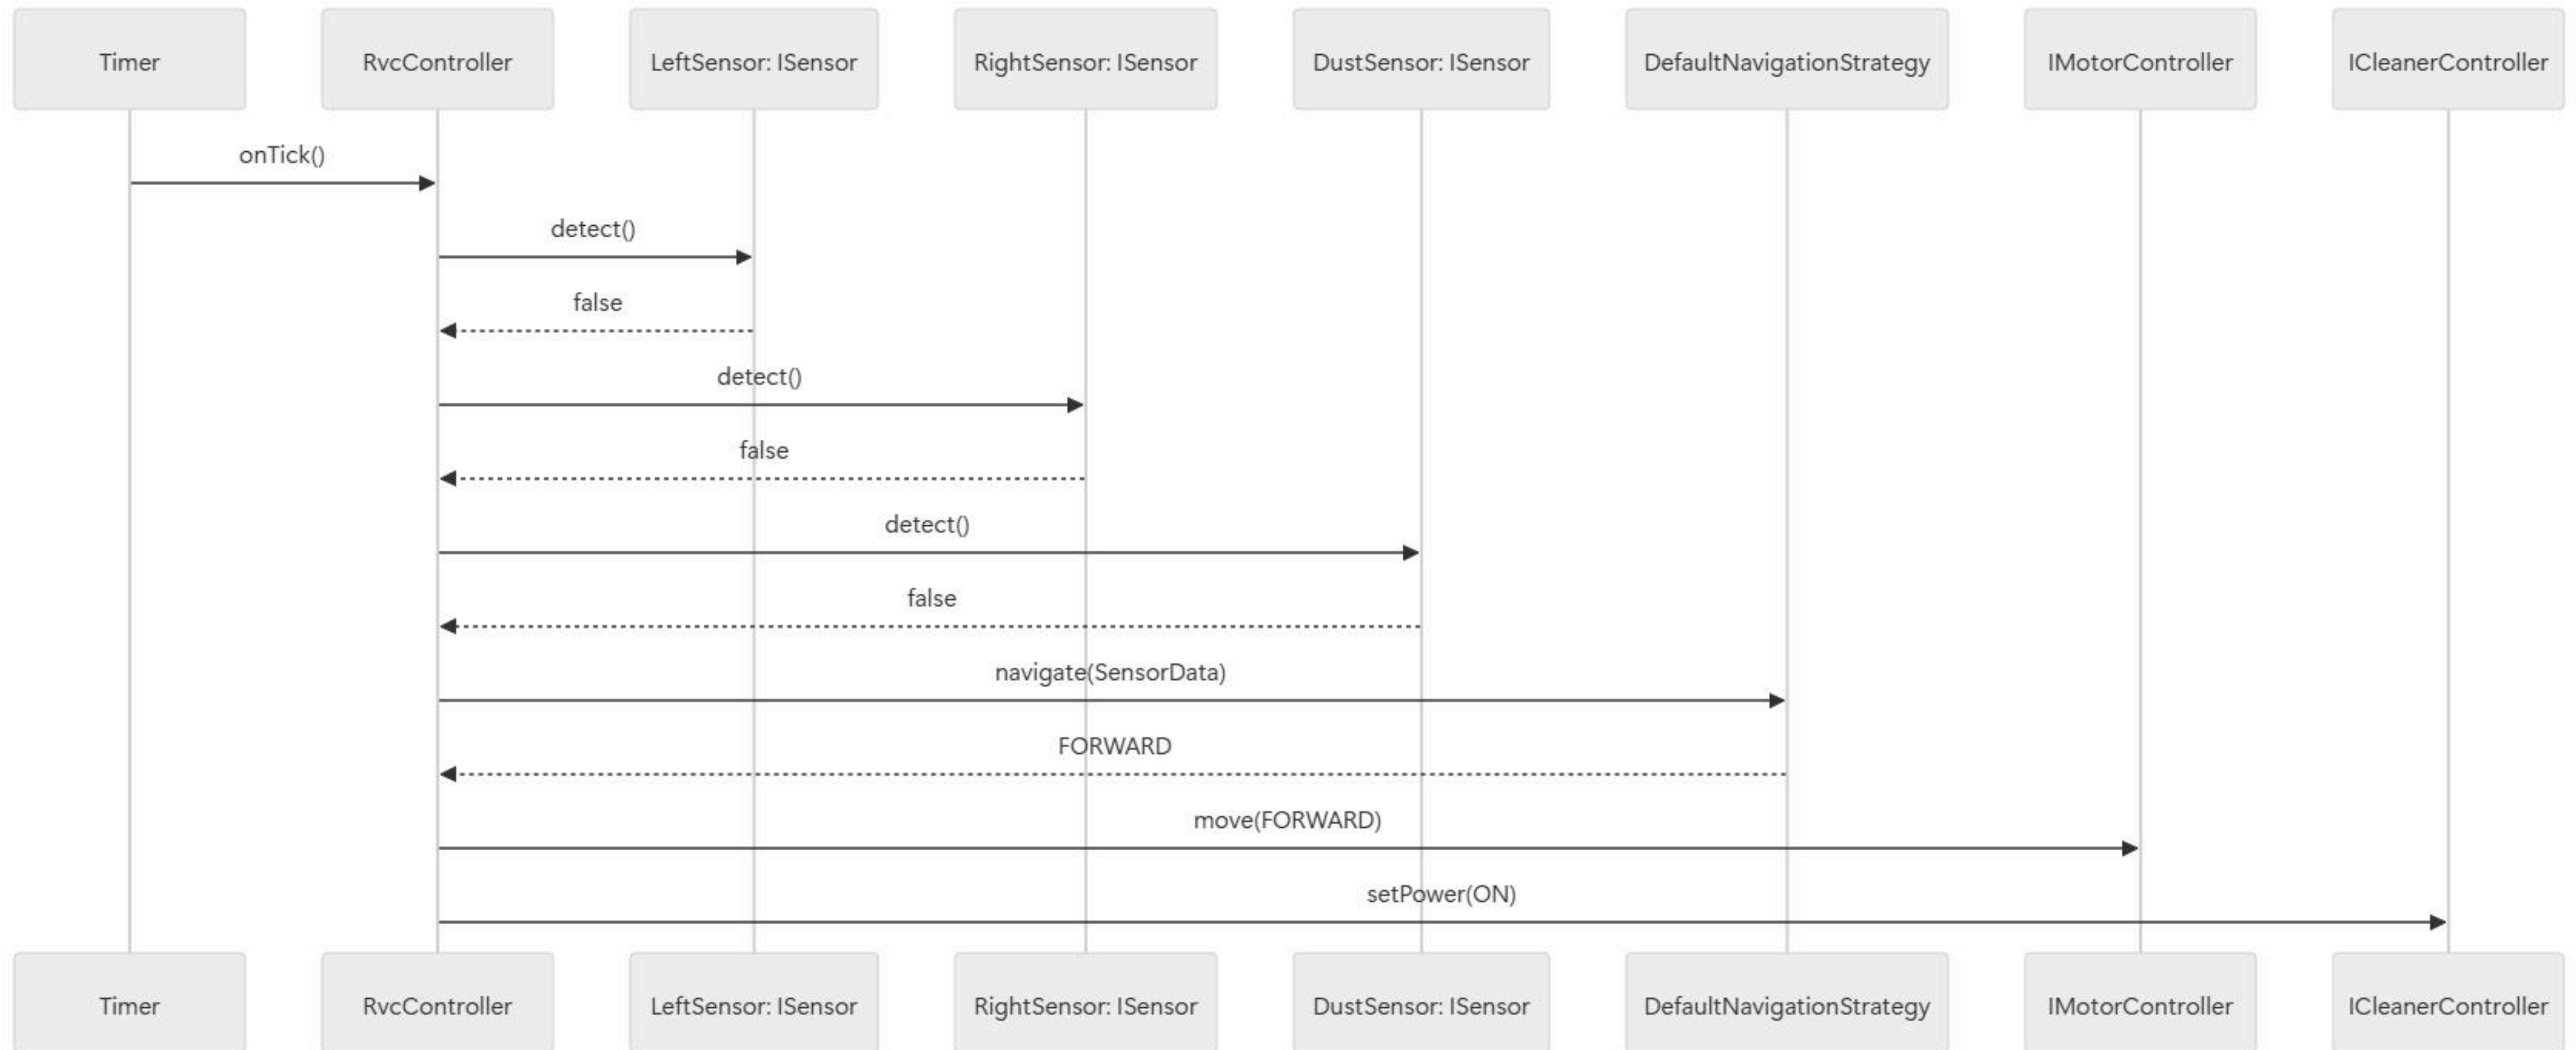 Timer
RvcController
LeftSensor: ISensor
RightSensor: ISensor
DustSensor: ISensor
DefaultNavigationStrategy
IMotorController
ICleanerController
onTick()
detect()
false
detect()
false
detect()
false
navigate(SensorData)
FORWARD
move(FORWARD)
setPower(ON)
Timer
RvcController
LeftSensor: ISensor
RightSensor: ISensor
DustSensor: ISensor
DefaultNavigationStrategy
IMotorController
ICleanerController